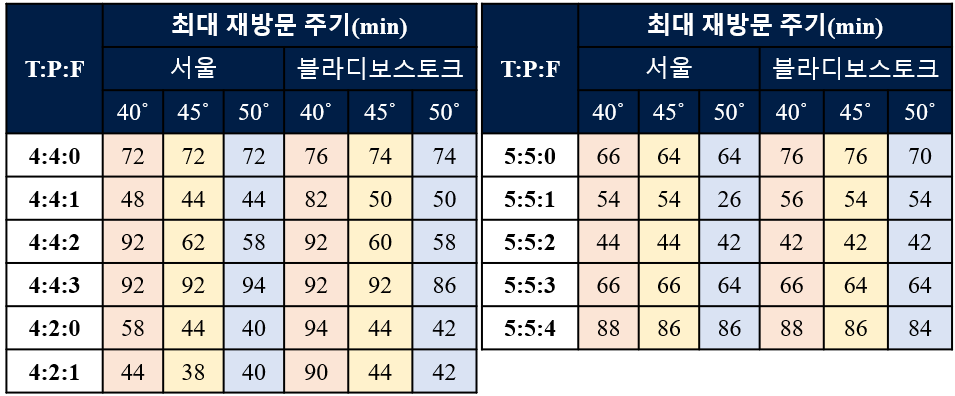 T:P:F 최대 재방문 주기(min)
서울 블라디보스토크
40˚ 45˚ 50˚ 40˚ 45˚ 50˚
4:4:0 72 72 72 76 74 74
4:4:1 48 44 44 82 50 50
4:4:2 92 62 58 92 60 58
4:4:3 92 92 94 92 92 86
4:2:0 58 44 40 94 44 42
4:2:1 44 38 40 90 44 42
T:P:F 최대 재방문 주기(min)
서울 블라디보스토크
40˚ 45˚ 50˚ 40˚ 45˚ 50˚
5:5:0 66 64 64 76 76 70
5:5:1 54 54 26 56 54 54
5:5:2 44 44 42 42 42 42
5:5:3 66 66 64 66 64 64
5:5:4 88 86 86 88 86 84